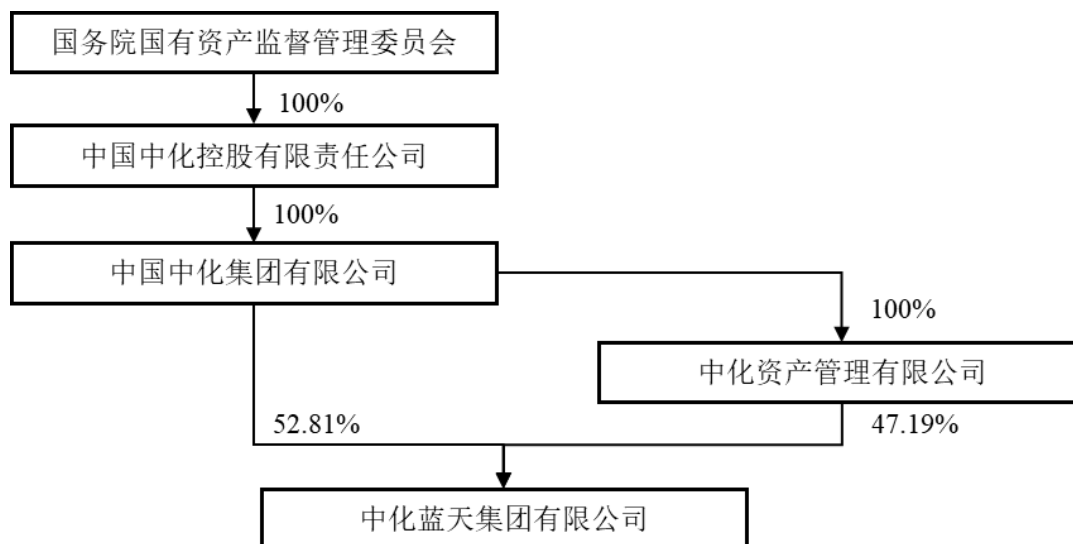 国务院国有资产监督管理委员会
100%
中国中化控股有限责任公司
100%
中国中化集团有限公司
100%
中化资产管理有限公司
52.81%
47.19%
中化蓝天集团有限公司